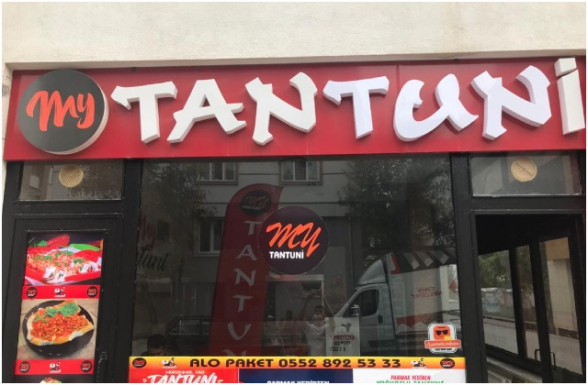 my TANTUNİ
my
TANTUNİ
TANTUNİ
ALO PAKET 0552 892 53 33
TANTUNİ